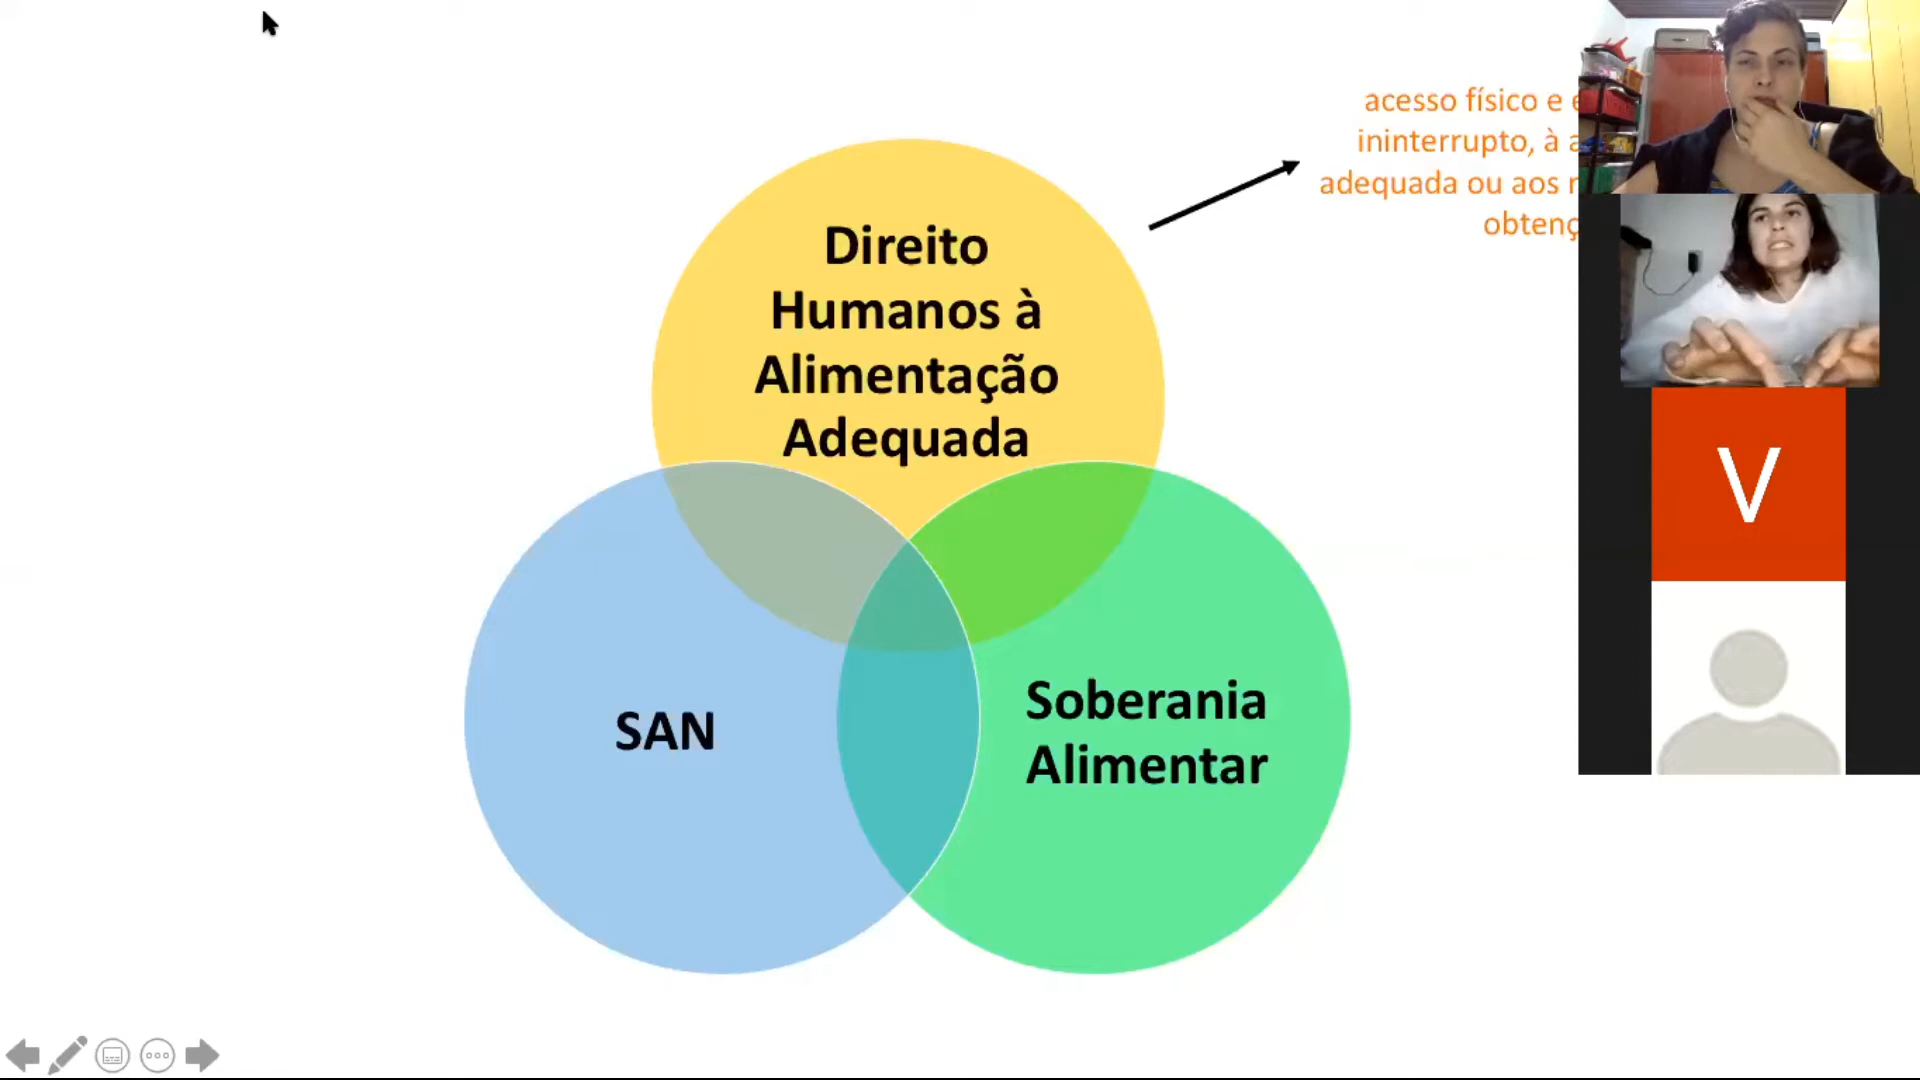 acesso físico e
ininterrupto, à
adequada ou aos
Direito
Humanos à
Alimentação
Adequada
SAN
Soberania
Alimentar
V